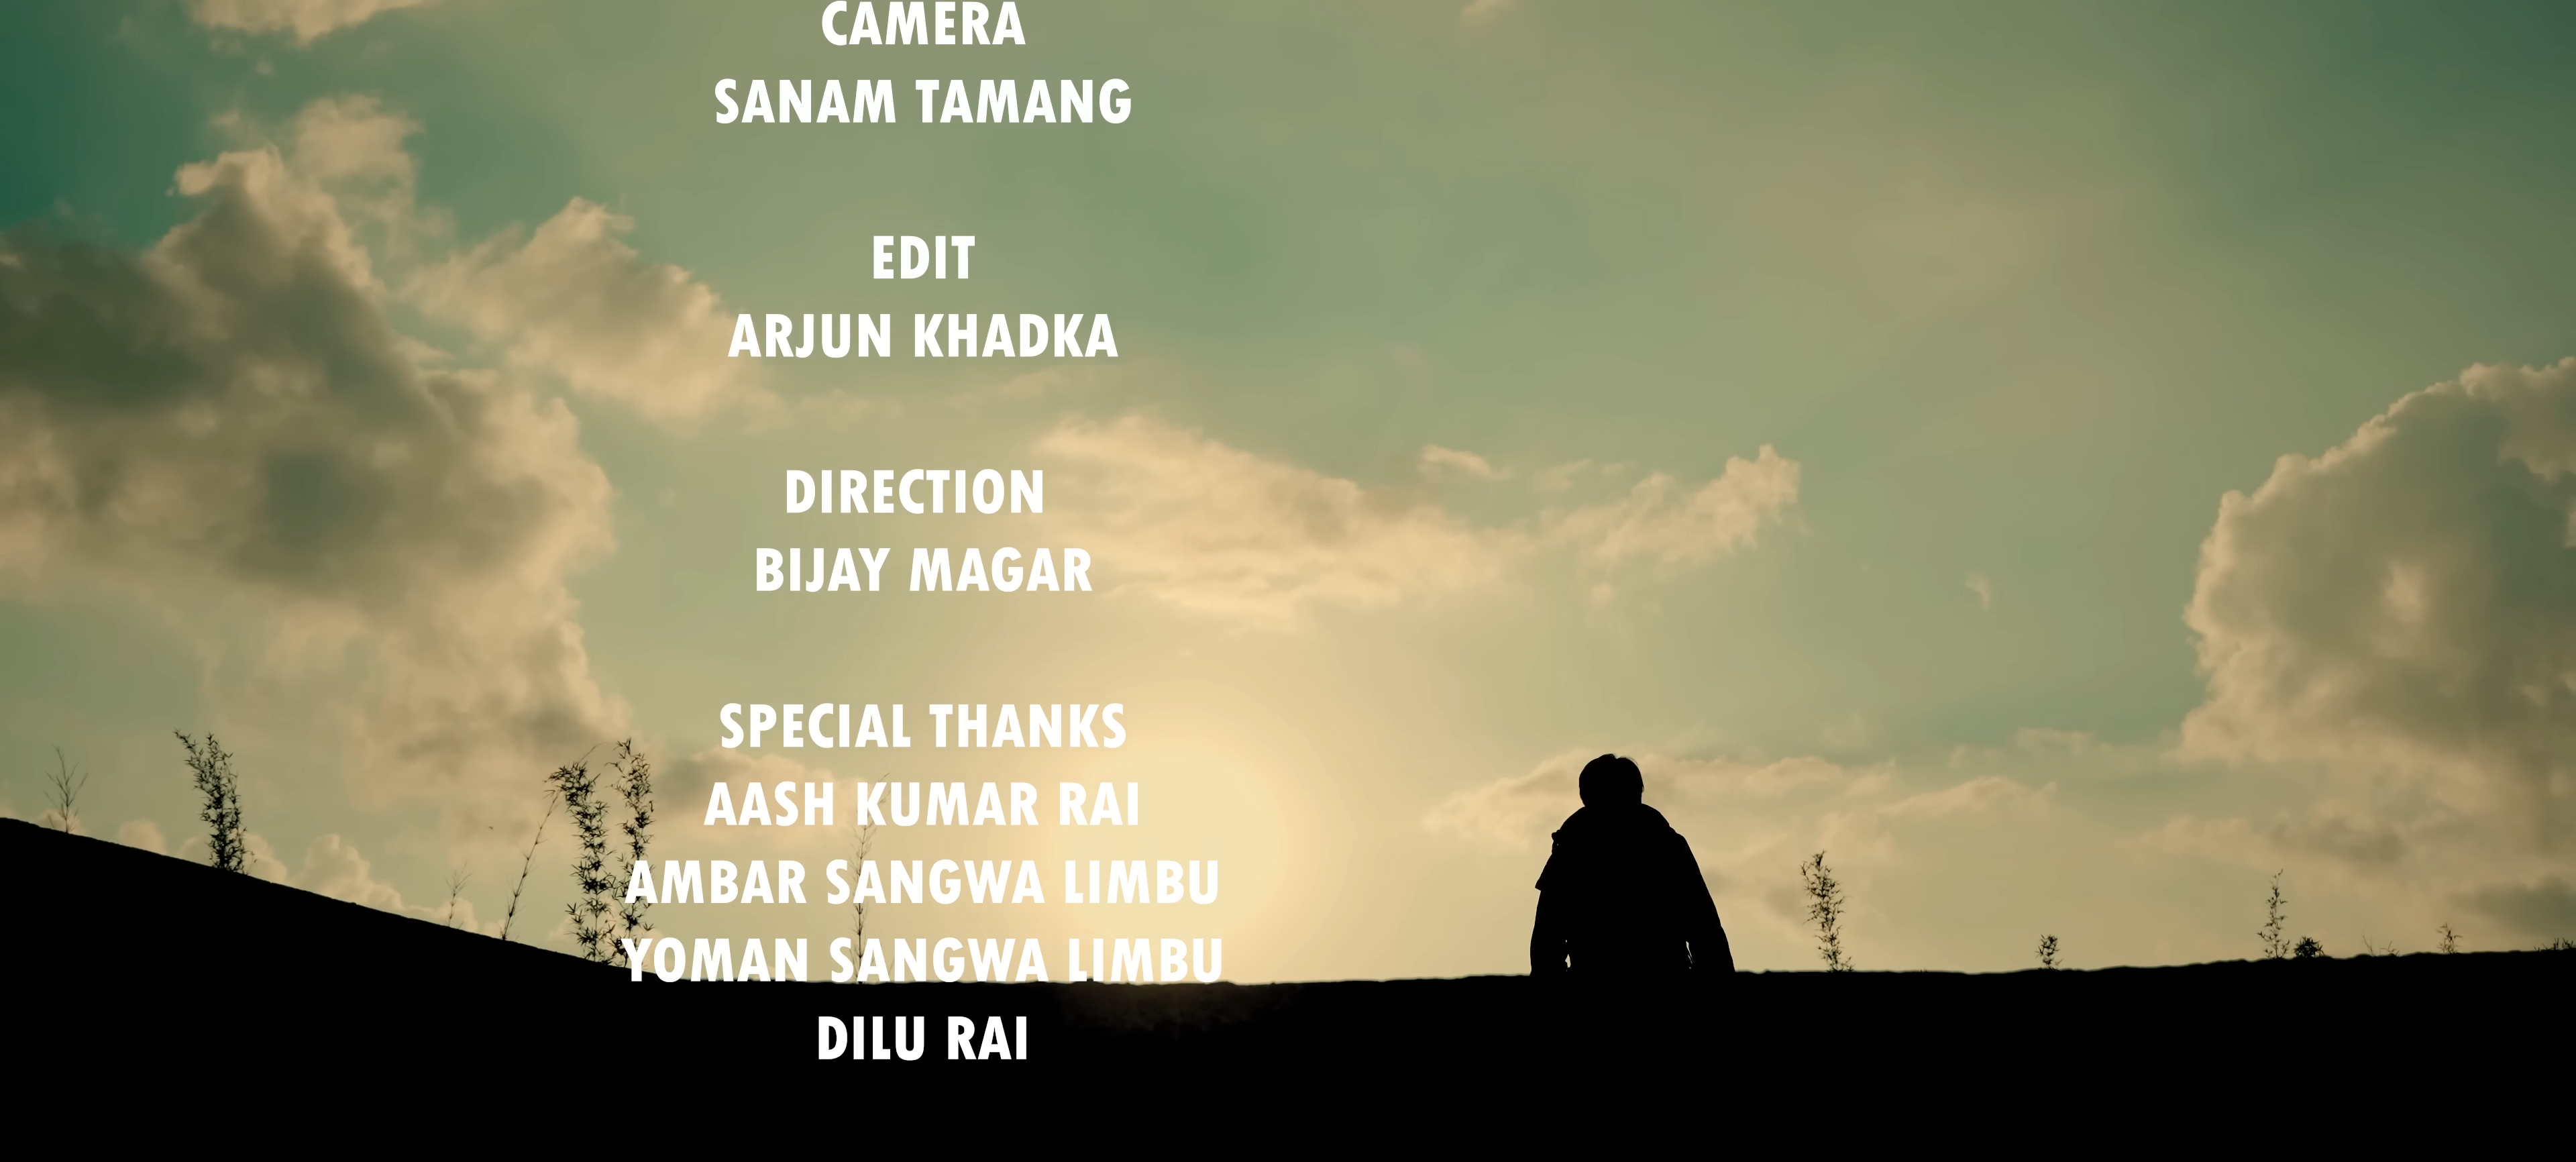 CAMERA
SANAM TAMANG
EDIT
ARJUN KHADKA
DIRECTION
BIJAY MAGAR
SPECIAL THANKS
AASH KUMAR RAI
AMBAR SANGWA LIMBU
YOMAN SANGWA LIMBU
DILU RAI